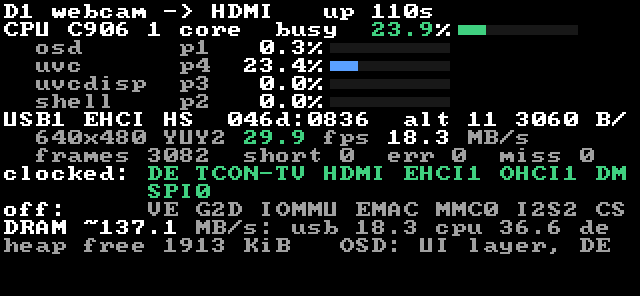 D1 webcam -> HDMI up 110s
CPU C906 1 core busy 23.9%
osd p1 0.3%
uvc p4 23.4%
uvcdisp p3 0.0%
shell p2 0.0%
USB1 EHCI HS 046d:0836 alt 11 3060 B/
640x480 YUY2 29.9 fps 18.3 MB/s
frames 3082 short 0 err 0 miss 0
clocked: DE TCON-TV HDMI EHCI1 OHCI1 DM
SPI0
off: VE G2D IOMMU EMAC MMC0 I2S2 CS
DRAM ~137.1 MB/s: usb 18.3 cpu 36.6 de
heap free 1913 KiB OSD: UI layer, DE